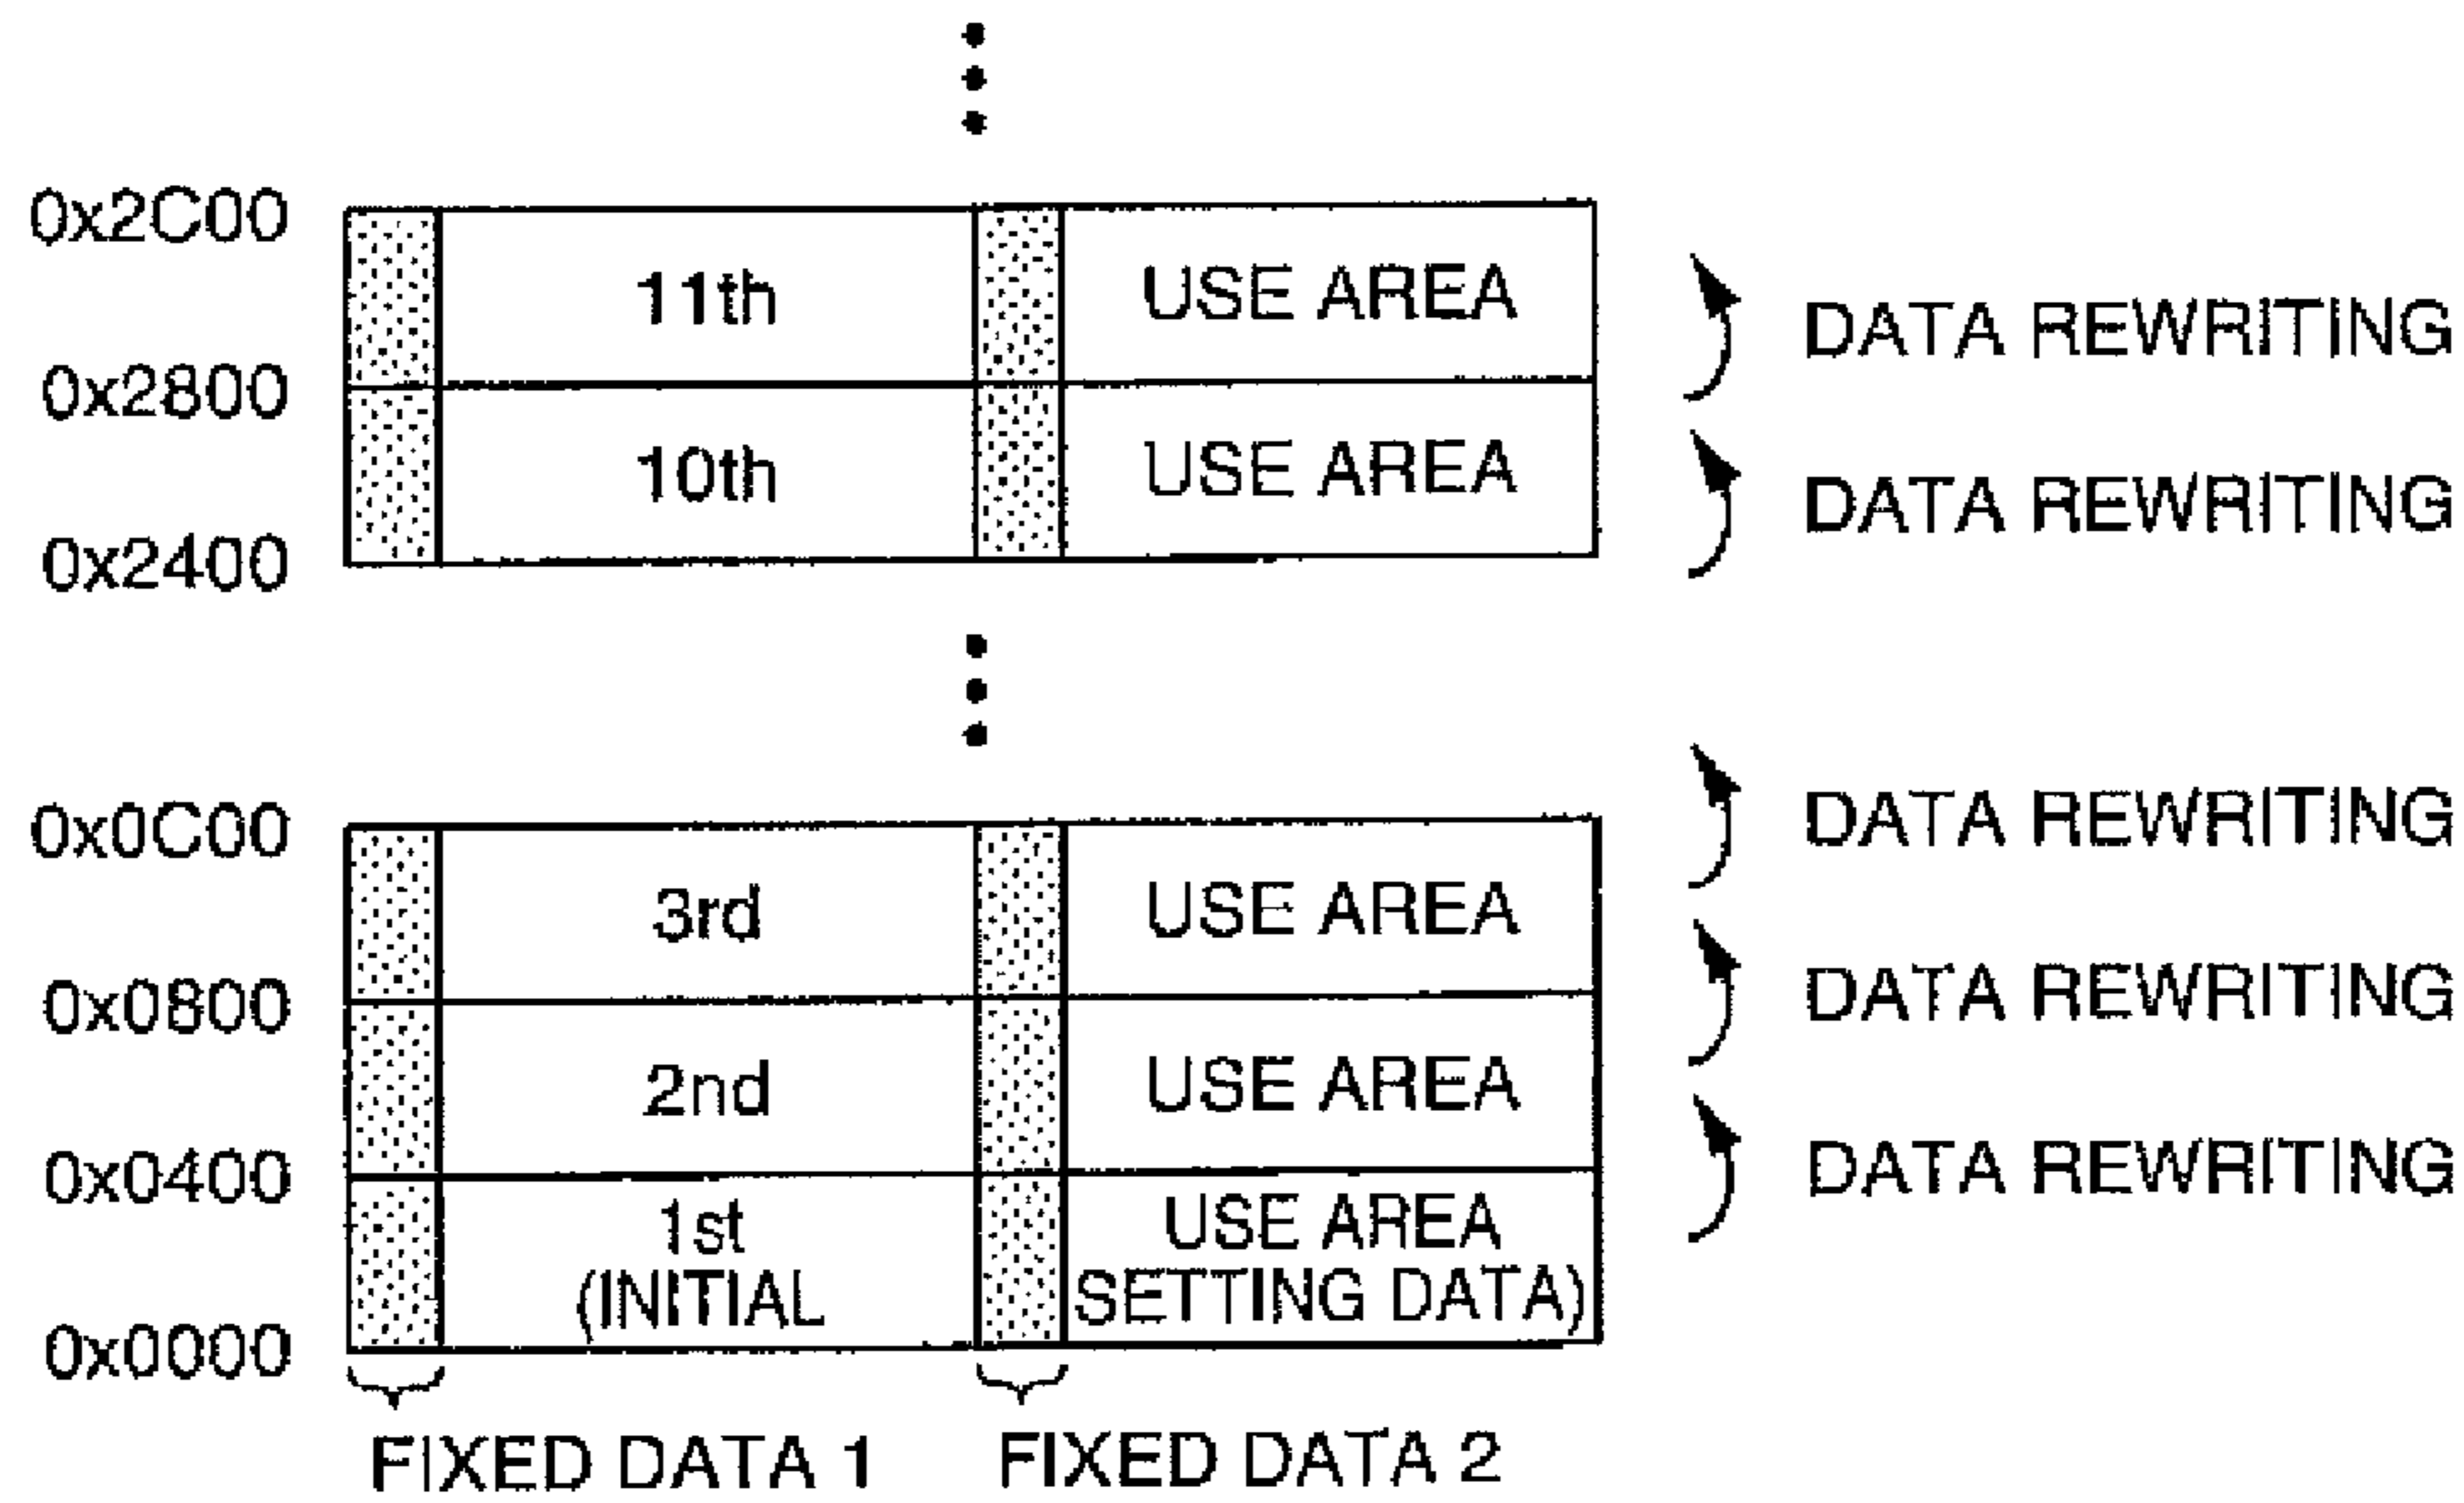 0x2C00
11th USE AREA DATA REWRITING
0x2800
10th USE AREA DATA REWRITING
0x2400
DATA REWRITING
0x0C00
3rd USE AREA
0x0800
DATA REWRITING
2nd USE AREA
0x0400
DATA REWRITING
1st USE AREA
(INITIAL SETTING DATA)
0x0000
FIXED DATA 1 FIXED DATA 2